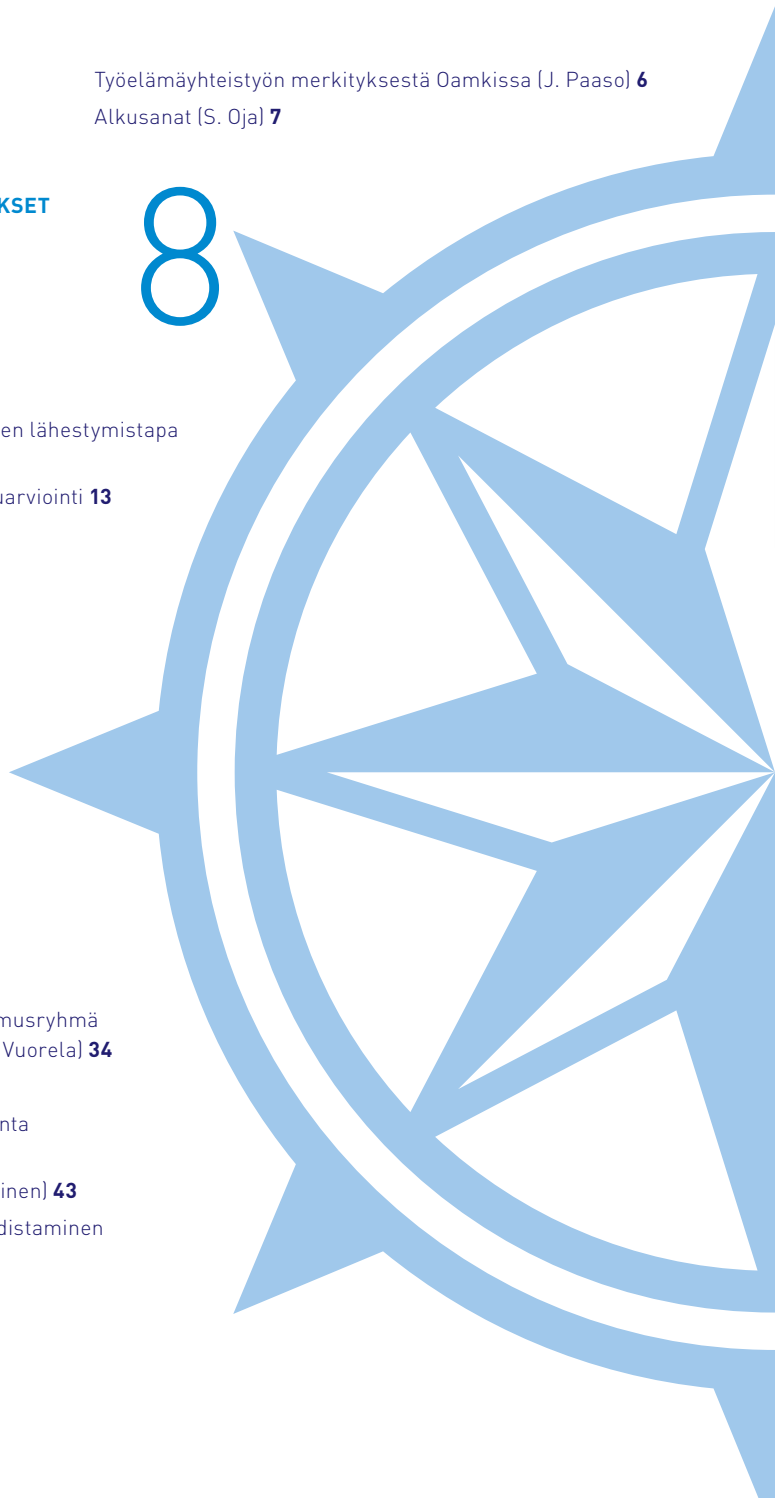 Työelämäyhteistyön merkityksestä Oamkissa (J. Paaso) 6
Alkusanat (S. Oja) 7
KSET
8
en lähestymistapa
uarviointi 13
musryhmä
Vuorela) 34
nta
inen) 43
distaminen